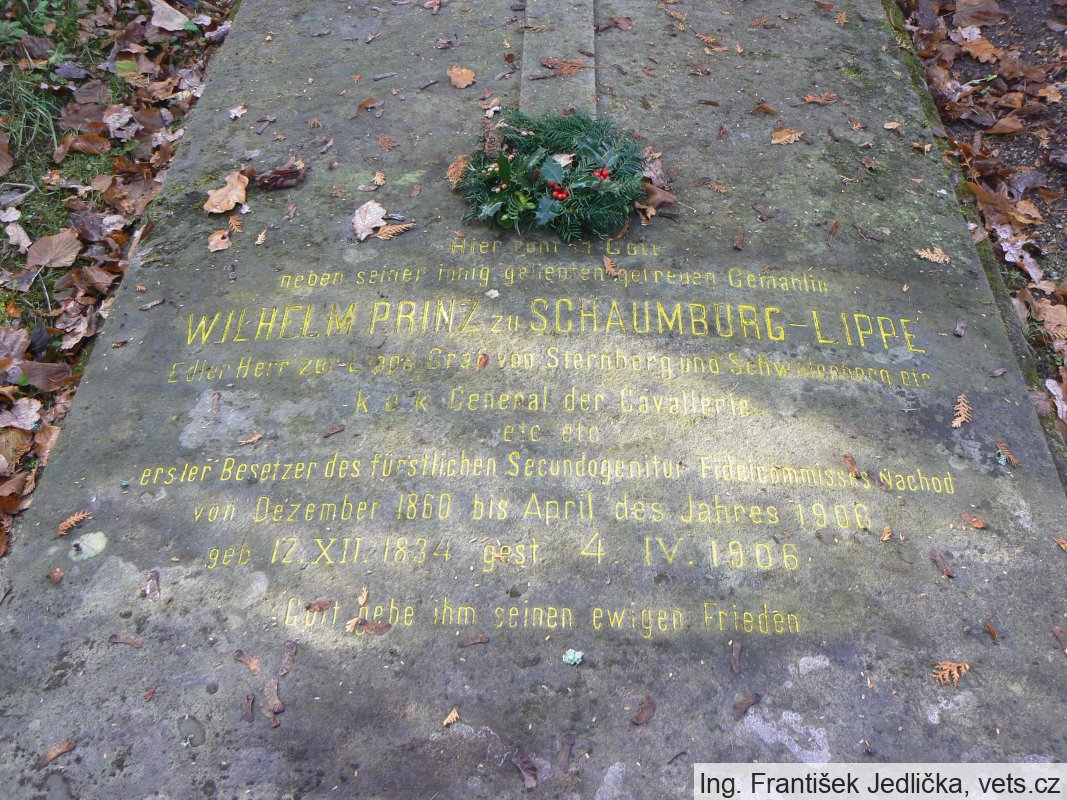 Hier ruht in Gott
neben seiner innig geliebten getreuen Gemahlin
WILHELM PRINZ zu SCHAUMBURG-LIPPE
Edler Herr zur Lippe Graf von Sternberg und Schwalenberg etc
k. u. k. General der Cavallerie
etc etc
erster Besetzer des fürstlichen Secundogenitur Fideicommisses Nachod
von Dezember 1860 bis April des Jahres 1906
geb. 12. XII. 1834 gest. 4. IV. 1906
Gott gebe ihm seinen ewigen Frieden
Ing. František Jedlička, vets.cz